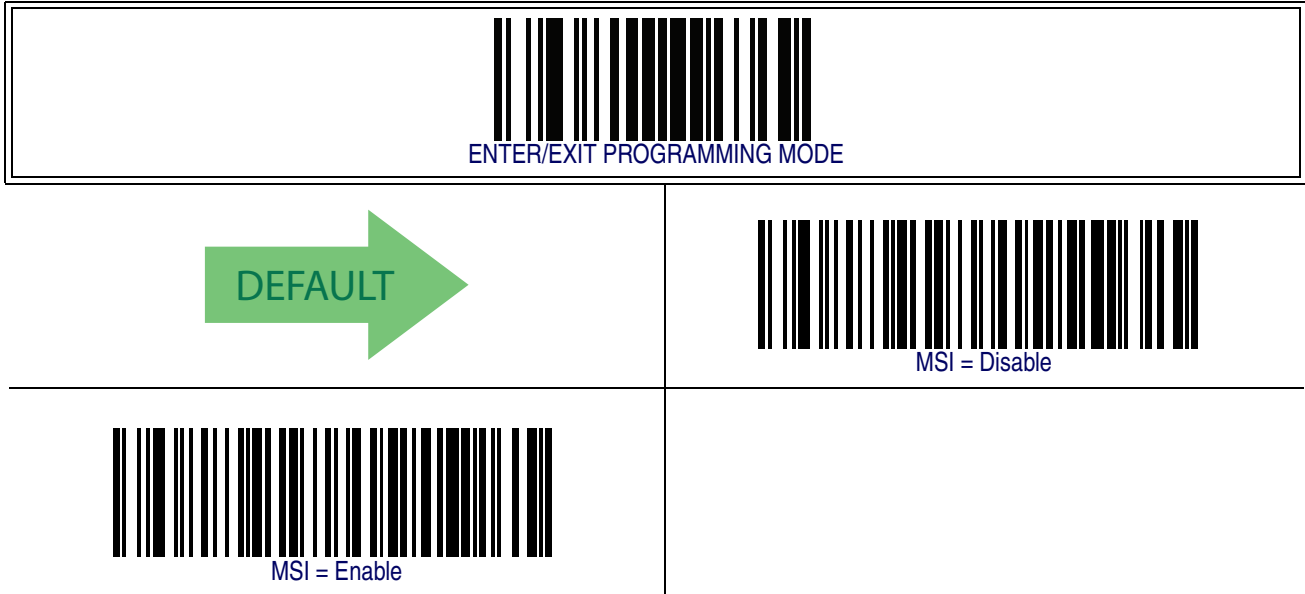 ENTER/EXIT PROGRAMMING MODE
DEFAULT
MSI = Disable
MSI = Enable